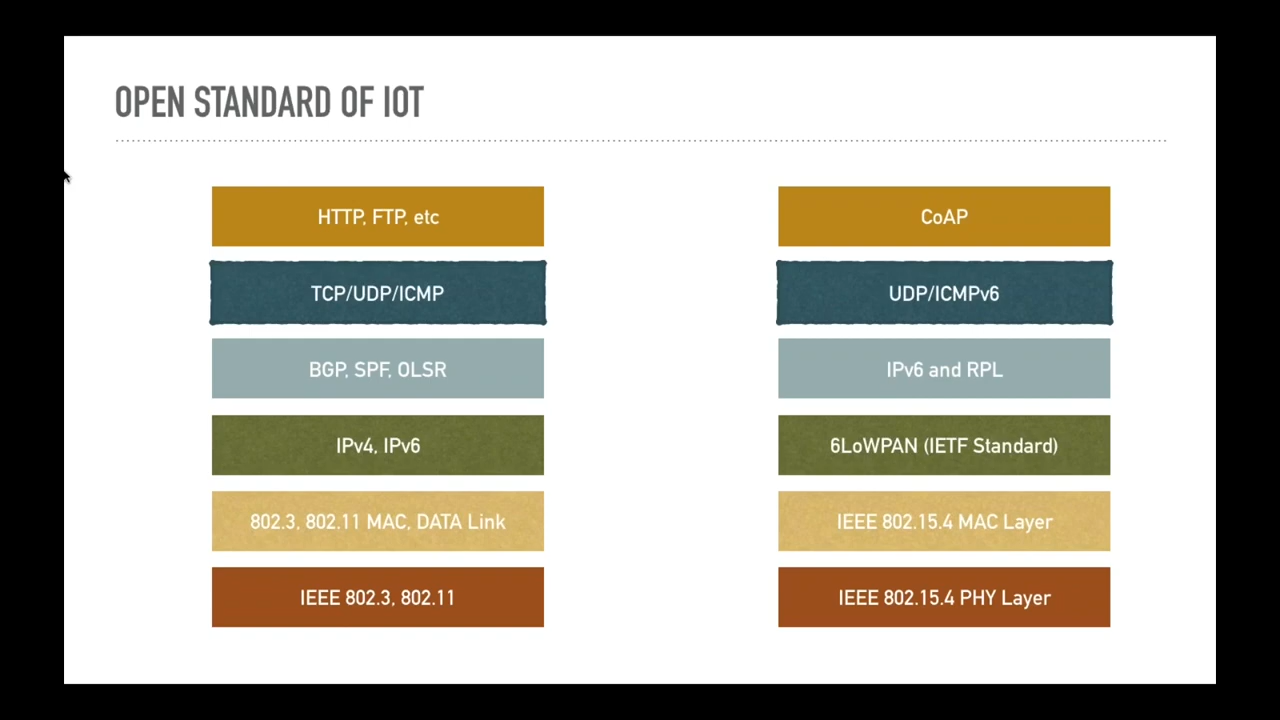 OPEN STANDARD OF IOT
HTTP, FTP, etc
TCP/UDP/ICMP
BGP, SPF, OLSR
IPv4, IPv6
802.3, 802.11 MAC, DATA Link
IEEE 802.3, 802.11
CoAP
UDP/ICMPv6
IPv6 and RPL
6LoWPAN (IETF Standard)
IEEE 802.15.4 MAC Layer
IEEE 802.15.4 PHY Layer